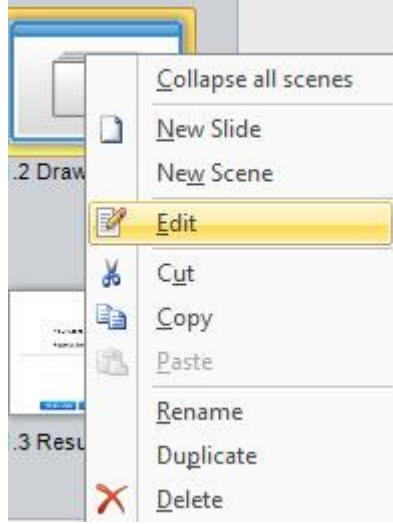 Collapse all scenes
New Slide
.2 Draw
New Scene
Edit
Cut
Copy
Paste
Rename
.3 Resu
Duplicate
Delete